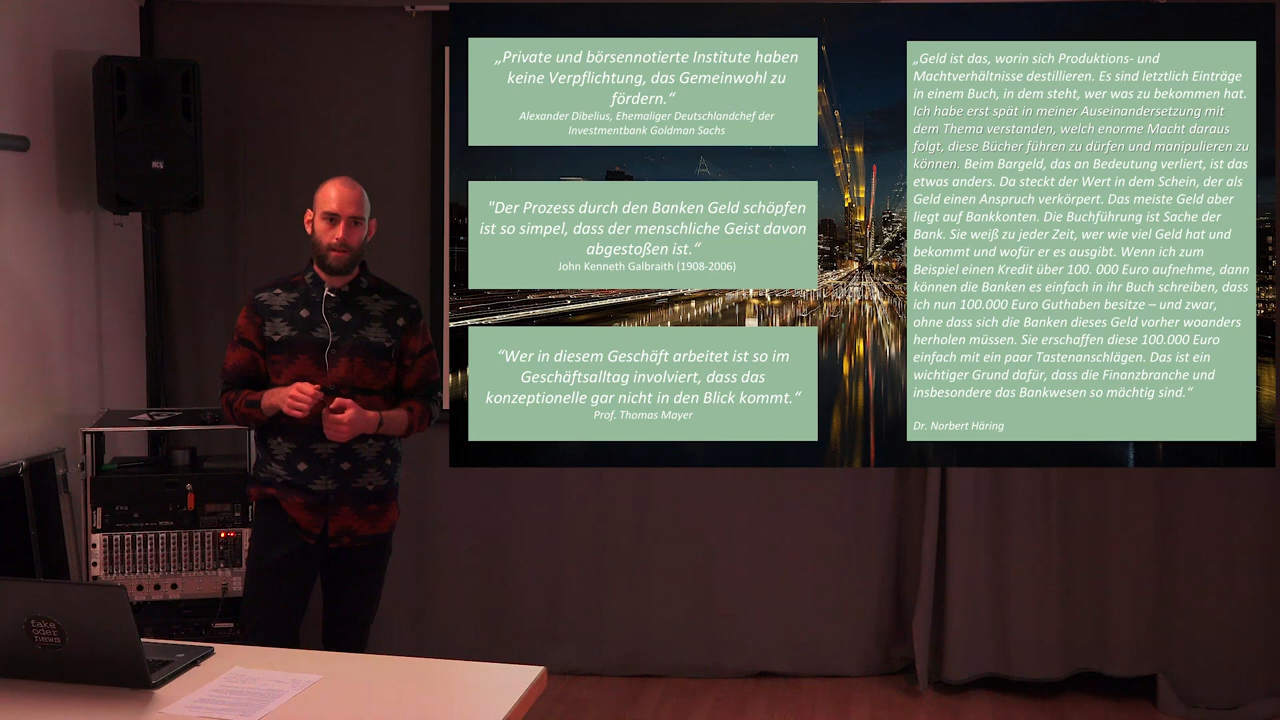 „Private und börsennotierte Institute haben
keine Verpflichtung, das Gemeinwohl zu
fördern.“
Alexander Dibelius, Ehemaliger Deutschlandchef der
Investmentbank Goldman Sachs
"Der Prozess durch den Banken Geld schöpfen
ist so simpel, dass der menschliche Geist davon
abgestoßen ist.“
John Kenneth Galbraith (1908-2006)
“Wer in diesem Geschäft arbeitet ist so im
Geschäftsalltag involviert, dass das
konzeptionelle gar nicht in den Blick kommt.“
Prof. Thomas Mayer
„Geld ist das, worin sich Produktions- und
Machtverhältnisse destillieren. Es sind letztlich Einträge
in einem Buch, in dem steht, wer was zu bekommen hat.
Ich habe erst spät in meiner Auseinandersetzung mit
dem Thema verstanden, welch enorme Macht daraus
folgt, diese Bücher führen zu dürfen und manipulieren zu
können. Beim Bargeld, das an Bedeutung verliert, ist das
etwas anders. Da steckt der Wert in dem Schein, der als
Geld einen Anspruch verkörpert. Das meiste Geld aber
liegt auf Bankkonten. Die Buchführung ist Sache der
Bank. Sie weiß zu jeder Zeit, wer wie viel Geld hat und
bekommt und wofür er es ausgibt. Wenn ich zum
Beispiel einen Kredit über 100. 000 Euro aufnehme, dann
können die Banken es einfach in ihr Buch schreiben, dass
ich nun 100.000 Euro Guthaben besitze – und zwar,
ohne dass sich die Banken dieses Geld vorher woanders
herholen müssen. Sie erschaffen diese 100.000 Euro
einfach mit ein paar Tastenanschlägen. Das ist ein
wichtiger Grund dafür, dass die Finanzbranche und
insbesondere das Bankwesen so mächtig sind.“
Dr. Norbert Häring
fake
oder
news